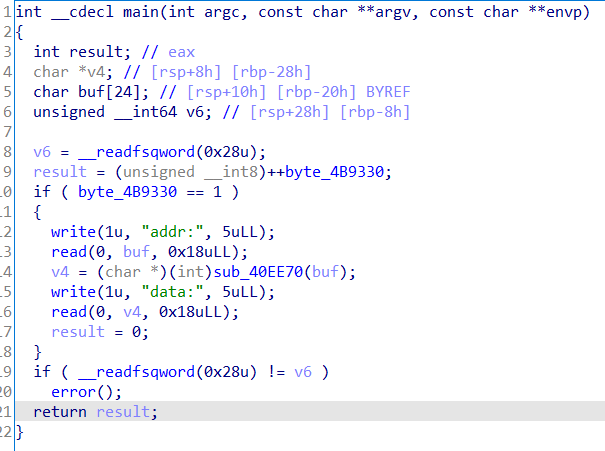 1 int __cdecl main(int argc, const char **argv, const char **envp)
2 {
3 int result; // eax
4 char *v4; // [rsp+8h] [rbp-28h]
5 char buf[24]; // [rsp+10h] [rbp-20h] BYREF
6 unsigned __int64 v6; // [rsp+28h] [rbp-8h]
7
8 v6 = __readfsqword(0x28u);
9 result = (unsigned __int8)++byte_4B9330;
10 if ( byte_4B9330 == 1 )
11 {
12 write(1u, "addr:", 5uLL);
13 read(0, buf, 0x18uLL);
14 v4 = (char *)(int)sub_40EE70(buf);
15 write(1u, "data:", 5uLL);
16 read(0, v4, 0x18uLL);
17 result = 0;
18 }
19 if ( __readfsqword(0x28u) != v6 )
20 error();
21 return result;
22 }